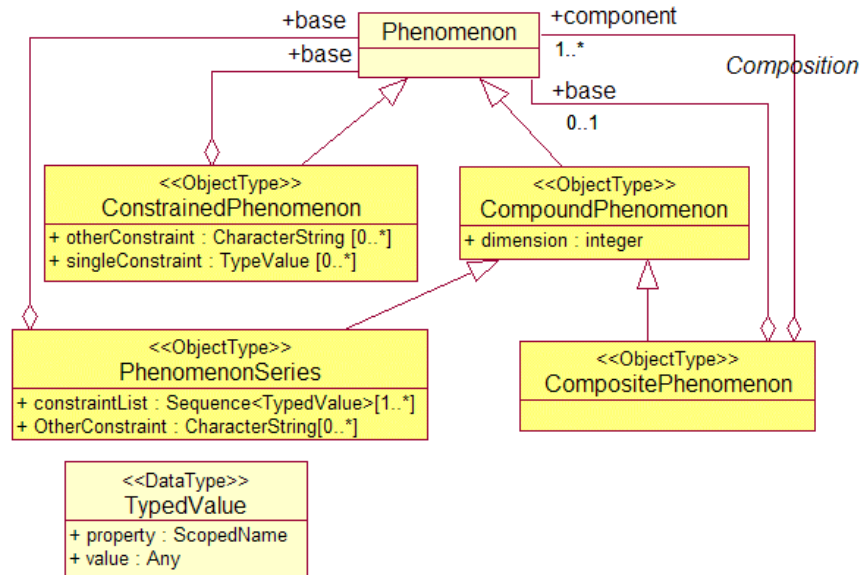 +base
Phenomenon
+component
1..*
+base
Composition
+base
0..1
<<ObjectType>>
ConstrainedPhenomenon
+ otherConstraint : CharacterString [0..*]
+ singleConstraint : TypeValue [0..*]
<<ObjectType>>
CompoundPhenomenon
+ dimension : integer
<<ObjectType>>
PhenomenonSeries
+ constraintList : Sequence<TypedValue>[1..*]
+ OtherConstraint : CharacterString[0..*]
<<ObjectType>>
CompositePhenomenon
<<DataType>>
TypedValue
+ property : ScopedName
+ value : Any